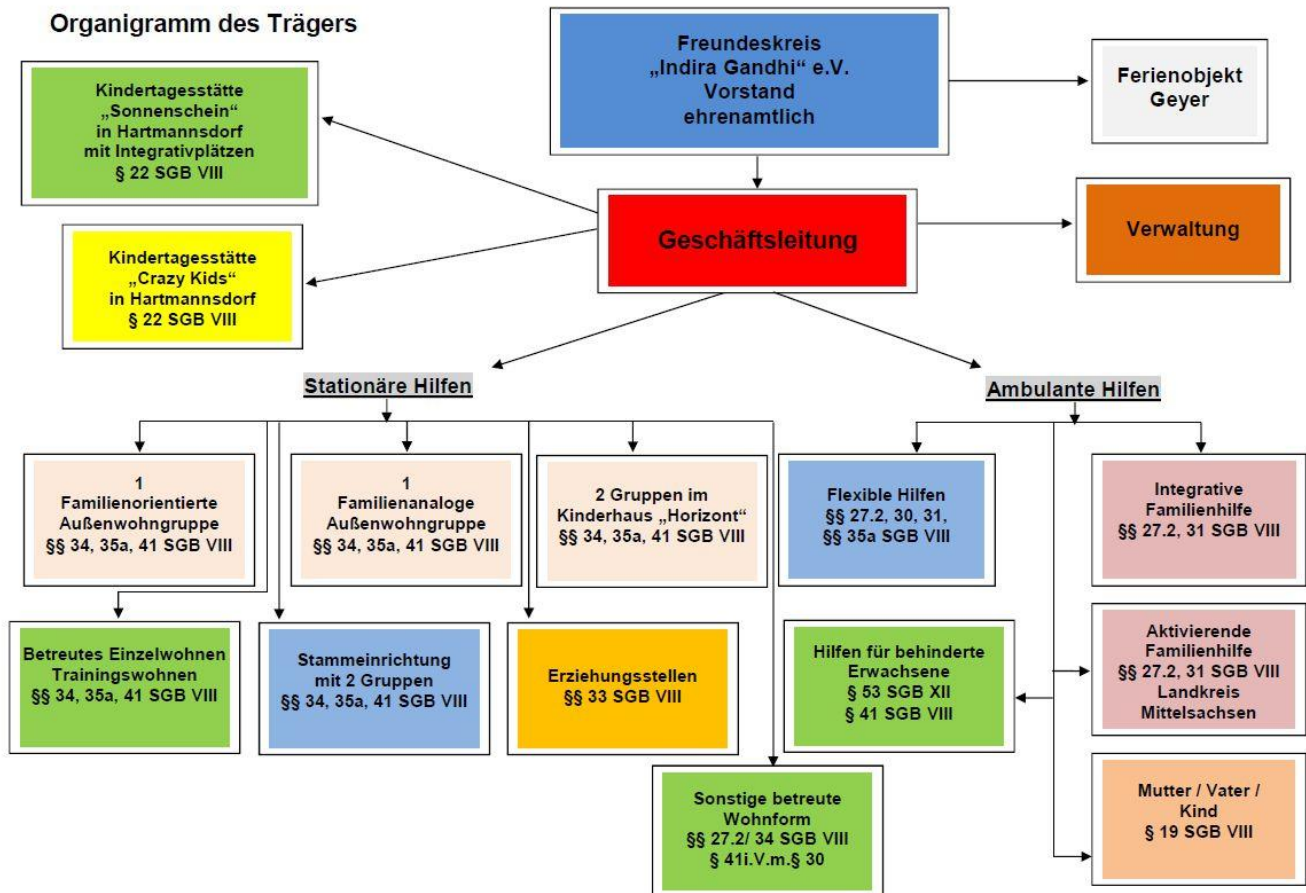 Organigramm des Trägers
Freundeskreis
„Indira Gandhi“ e.V.
Vorstand
ehrenamtlich
Ferienobjekt
Geyer
Kindertagesstätte
„Sonnenschein“
in Hartmannsdorf
mit Integrativplätzen
§ 22 SGB VIII
Geschäftsleitung
Verwaltung
Kindertagesstätte
„Crazy Kids“
in Hartmannsdorf
§ 22 SGB VIII
Stationäre Hilfen
Ambulante Hilfen
1
Familienorientierte
Außenwohngruppe
§§ 34, 35a, 41 SGB VIII
1
Familienanaloge
Außenwohngruppe
§§ 34, 35a, 41 SGB VIII
2 Gruppen im
Kinderhaus „Horizont“
§§ 34, 35a, 41 SGB VIII
Flexible Hilfen
§§ 27.2, 30, 31,
§§ 35a SGB VIII
Integrative
Familienhilfe
§§ 27.2, 31 SGB VIII
Betreutes Einzelwohnen
Trainingswohnen
§§ 34, 35a, 41 SGB VIII
Stammeinrichtung
mit 2 Gruppen
§§ 34, 35a, 41 SGB VIII
Erziehungsstellen
§§ 33 SGB VIII
Hilfen für behinderte
Erwachsene
§ 53 SGB XII
§ 41 SGB VIII
Aktivierende
Familienhilfe
§§ 27.2, 31 SGB VIII
Landkreis
Mittelsachsen
Sonstige betreute
Wohnform
§§ 27.2/ 34 SGB VIII
§ 41i.V.m.§ 30
Mutter / Vater /
Kind
§ 19 SGB VIII